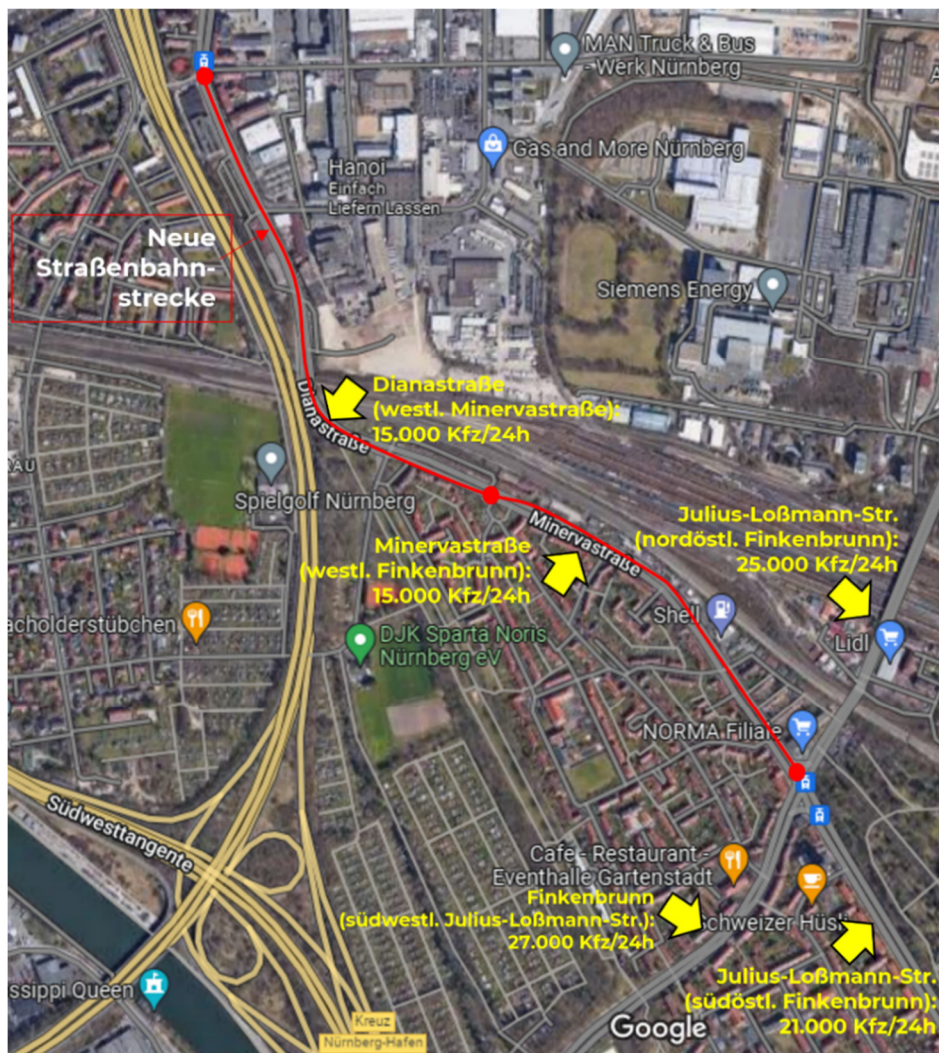 MAN Truck & Bus
- Werk Nürnberg
Gas and More Nürnberg
Hanoi
Einfach
Liefern Lassen
Neue
Straßenbahn-
strecke
Siemens Energy
Dianastraße
(westl. Minervastraße):
15.000 Kfz/24h
Dianastraße
Spielgolf Nürnberg
Minervastraße
Julius-Loßmann-Str.
(nordöstl. Finkenbrunn):
25.000 Kfz/24h
Minervastraße
(westl. Finkenbrunn):
15.000 Kfz/24h
Shell
Lidl
acholderstübchen
DJK Sparta Noris
Nürnberg eV
NORMA Filiale
Südwesttangente
Cafe - Restaurant -
Eventhalle Gartenstadt
Finkenbrunn
(südwestl. Julius-Loßmann-Str.):
27.000 Kfz/24h
Schweizer Hüsli
ssippi Queen
Julius-Loßmann-Str.
(südöstl. Finkenbrunn):
21.000 Kfz/24h
Google
Kreuz
Nürnberg-Hafen